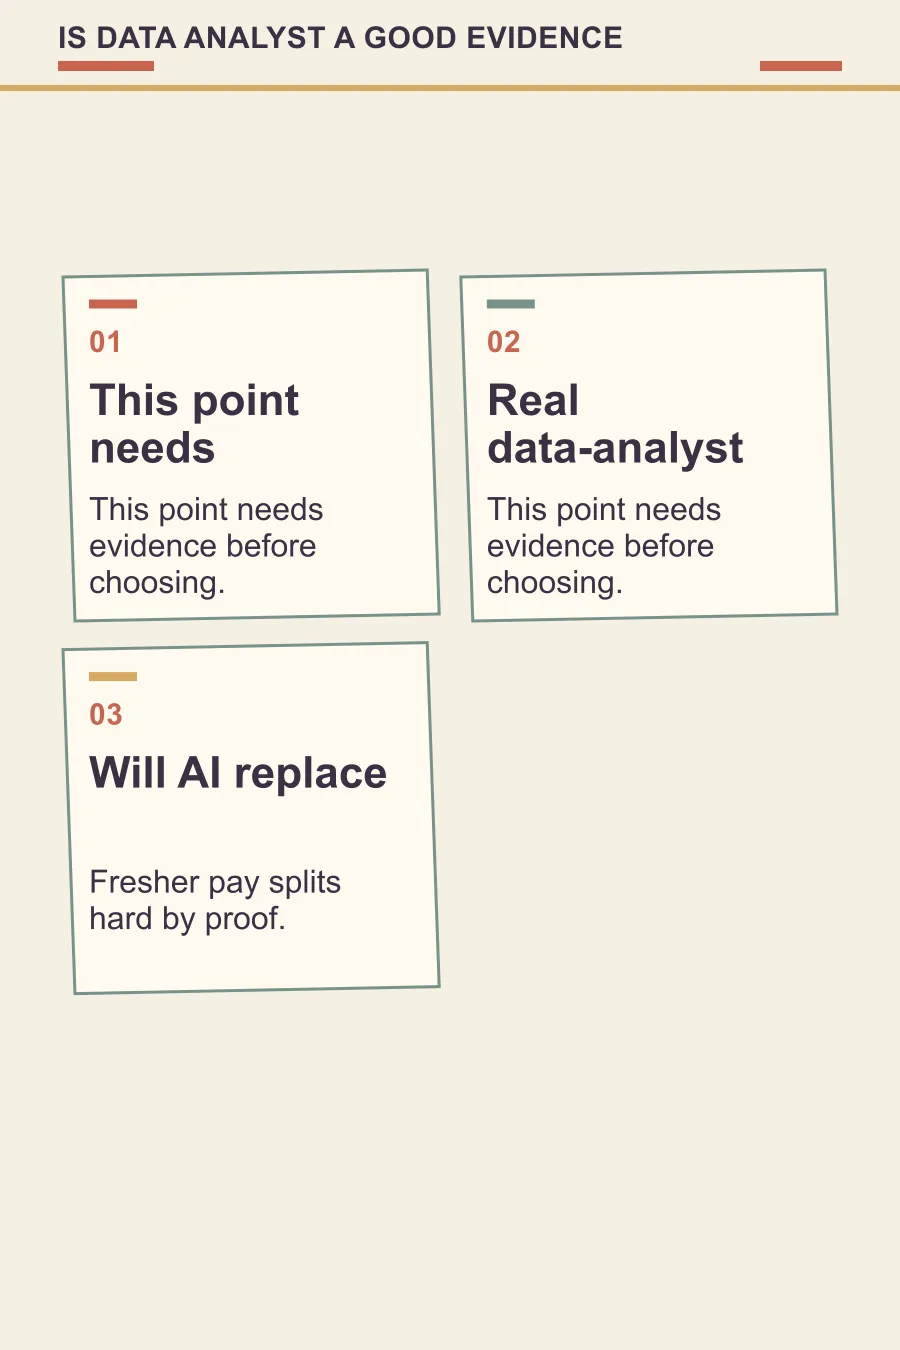 IS DATA ANALYST A GOOD EVIDENCE
01
This point
needs
This point needs
evidence before
choosing.
02
Real
data-analyst
This point needs
evidence before
choosing.
03
Will AI replace
Fresher pay splits
hard by proof.